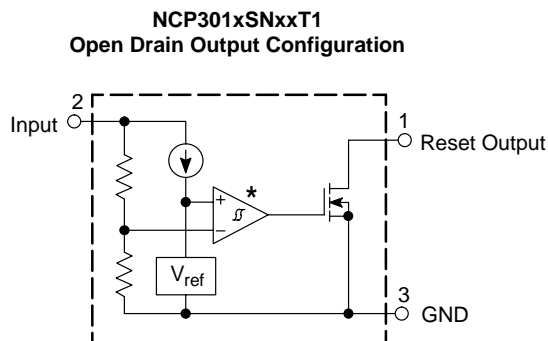 NCP301xSNxxT1
Open Drain Output Configuration
2
Input
1
Reset Output
*
+
−
Vref
3
GND